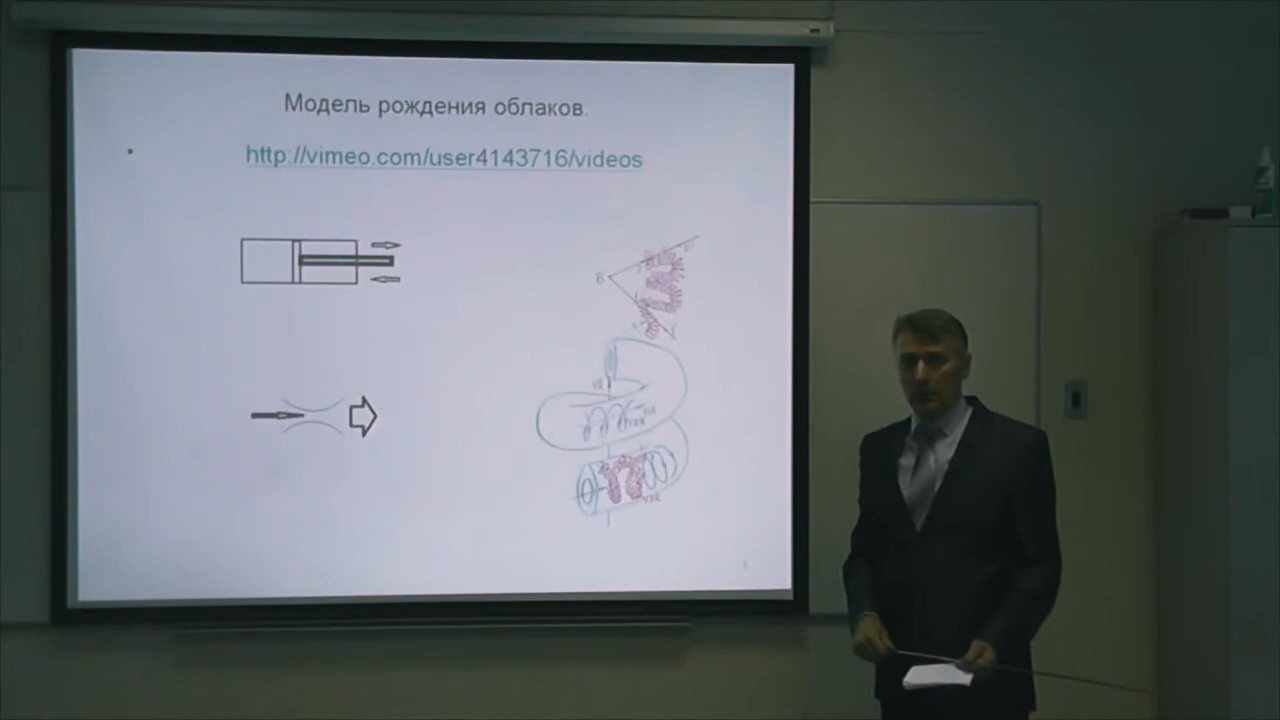 Модель рождения облаков.
• http://vimeo.com/user4143716/videos
В